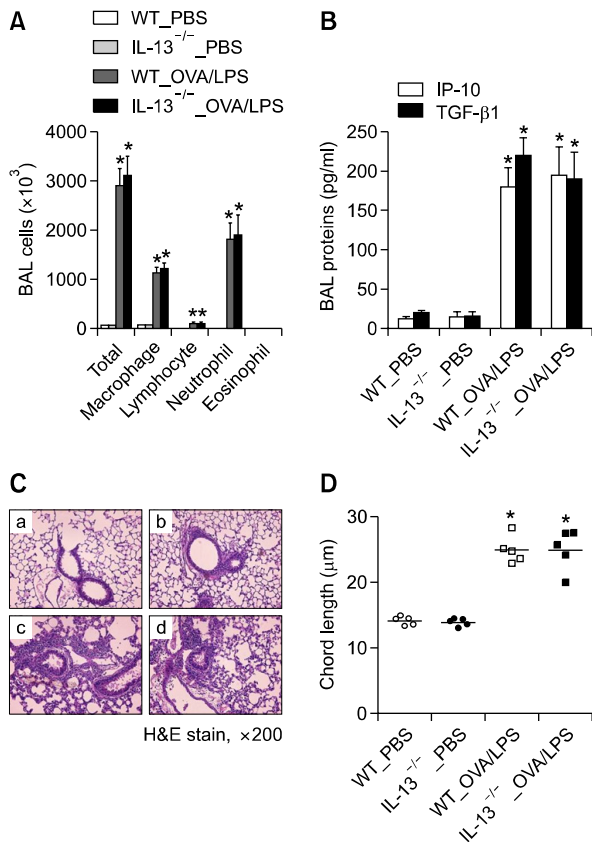 A
WT_PBS
IL-13−/−_PBS
WT_OVA/LPS
IL-13−/−_OVA/LPS
BAL cells (×10³)
4000
3000
2000
1000
0
* *
* *
**
* *
Total
Macrophage
Lymphocyte
Neutrophil
Eosinophil
B
IP-10
TGF-β1
BAL proteins (pg/ml)
250
200
150
100
50
0
* *
* *
WT_PBS
IL-13−/−_PBS
WT_OVA/LPS
IL-13−/−_OVA/LPS
C
a
b
c
d
H&E stain, ×200
D
Chord length (μm)
30
20
10
0
*
*
WT_PBS
IL-13−/−_PBS
WT_OVA/LPS
IL-13−/−_OVA/LPS